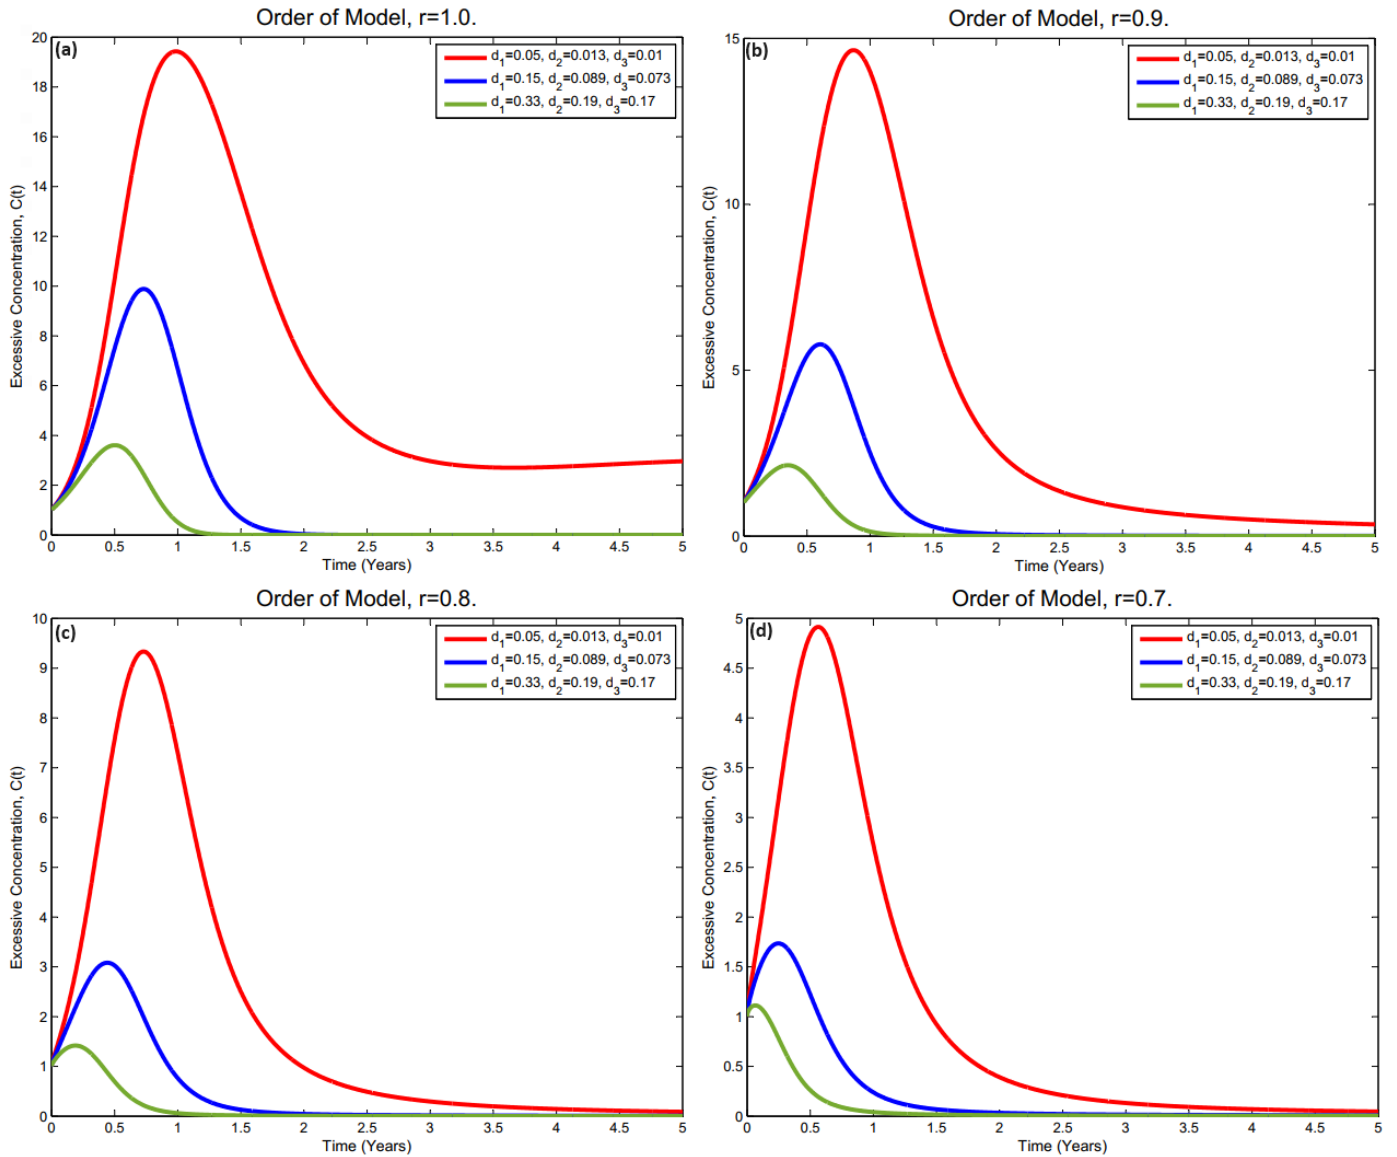 Order of Model, r=1.0.
(a)
d1=0.05, d2=0.013, d3=0.01
d1=0.15, d2=0.089, d3=0.073
d1=0.33, d2=0.19, d3=0.17
Excessive Concentration, C(t)
20
18
16
14
12
10
8
6
4
2
0
0 0.5 1 1.5 2 2.5 3 3.5 4 4.5 5
Time (Years)
Order of Model, r=0.9.
(b)
d1=0.05, d2=0.013, d3=0.01
d1=0.15, d2=0.089, d3=0.073
d1=0.33, d2=0.19, d3=0.17
Excessive Concentration, C(t)
15
10
5
0
0 0.5 1 1.5 2 2.5 3 3.5 4 4.5 5
Time (Years)
Order of Model, r=0.8.
(c)
d1=0.05, d2=0.013, d3=0.01
d1=0.15, d2=0.089, d3=0.073
d1=0.33, d2=0.19, d3=0.17
Excessive Concentration, C(t)
10
9
8
7
6
5
4
3
2
1
0
0 0.5 1 1.5 2 2.5 3 3.5 4 4.5 5
Time (Years)
Order of Model, r=0.7.
(d)
d1=0.05, d2=0.013, d3=0.01
d1=0.15, d2=0.089, d3=0.073
d1=0.33, d2=0.19, d3=0.17
Excessive Concentration, C(t)
5
4.5
4
3.5
3
2.5
2
1.5
1
0.5
0
0 0.5 1 1.5 2 2.5 3 3.5 4 4.5 5
Time (Years)